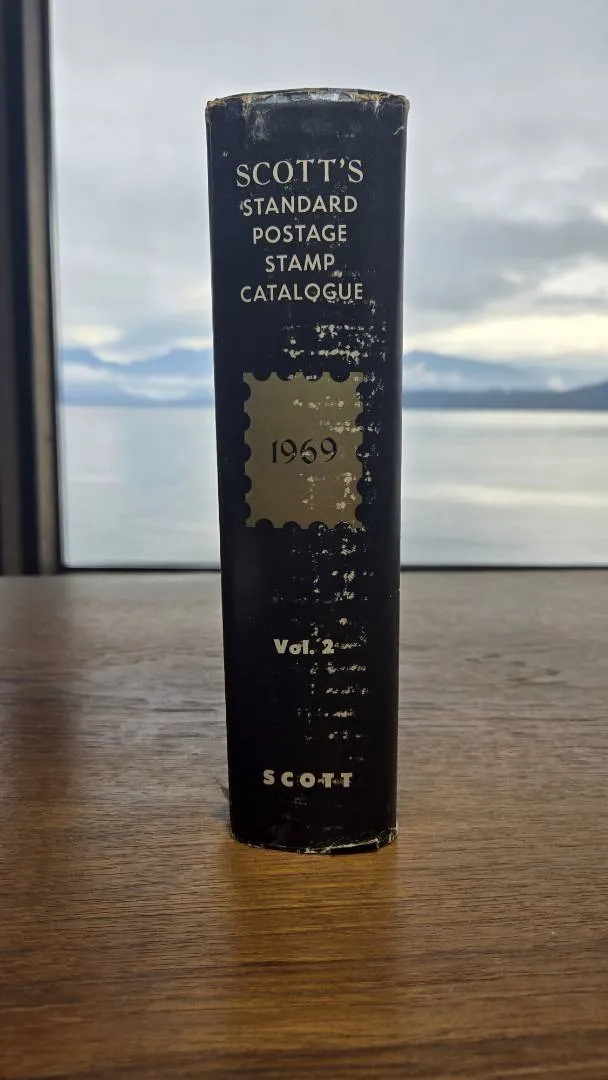 SCOTT'S
STANDARD
POSTAGE
STAMP
CATALOGUE
1969
Vol. 2
SCOTT